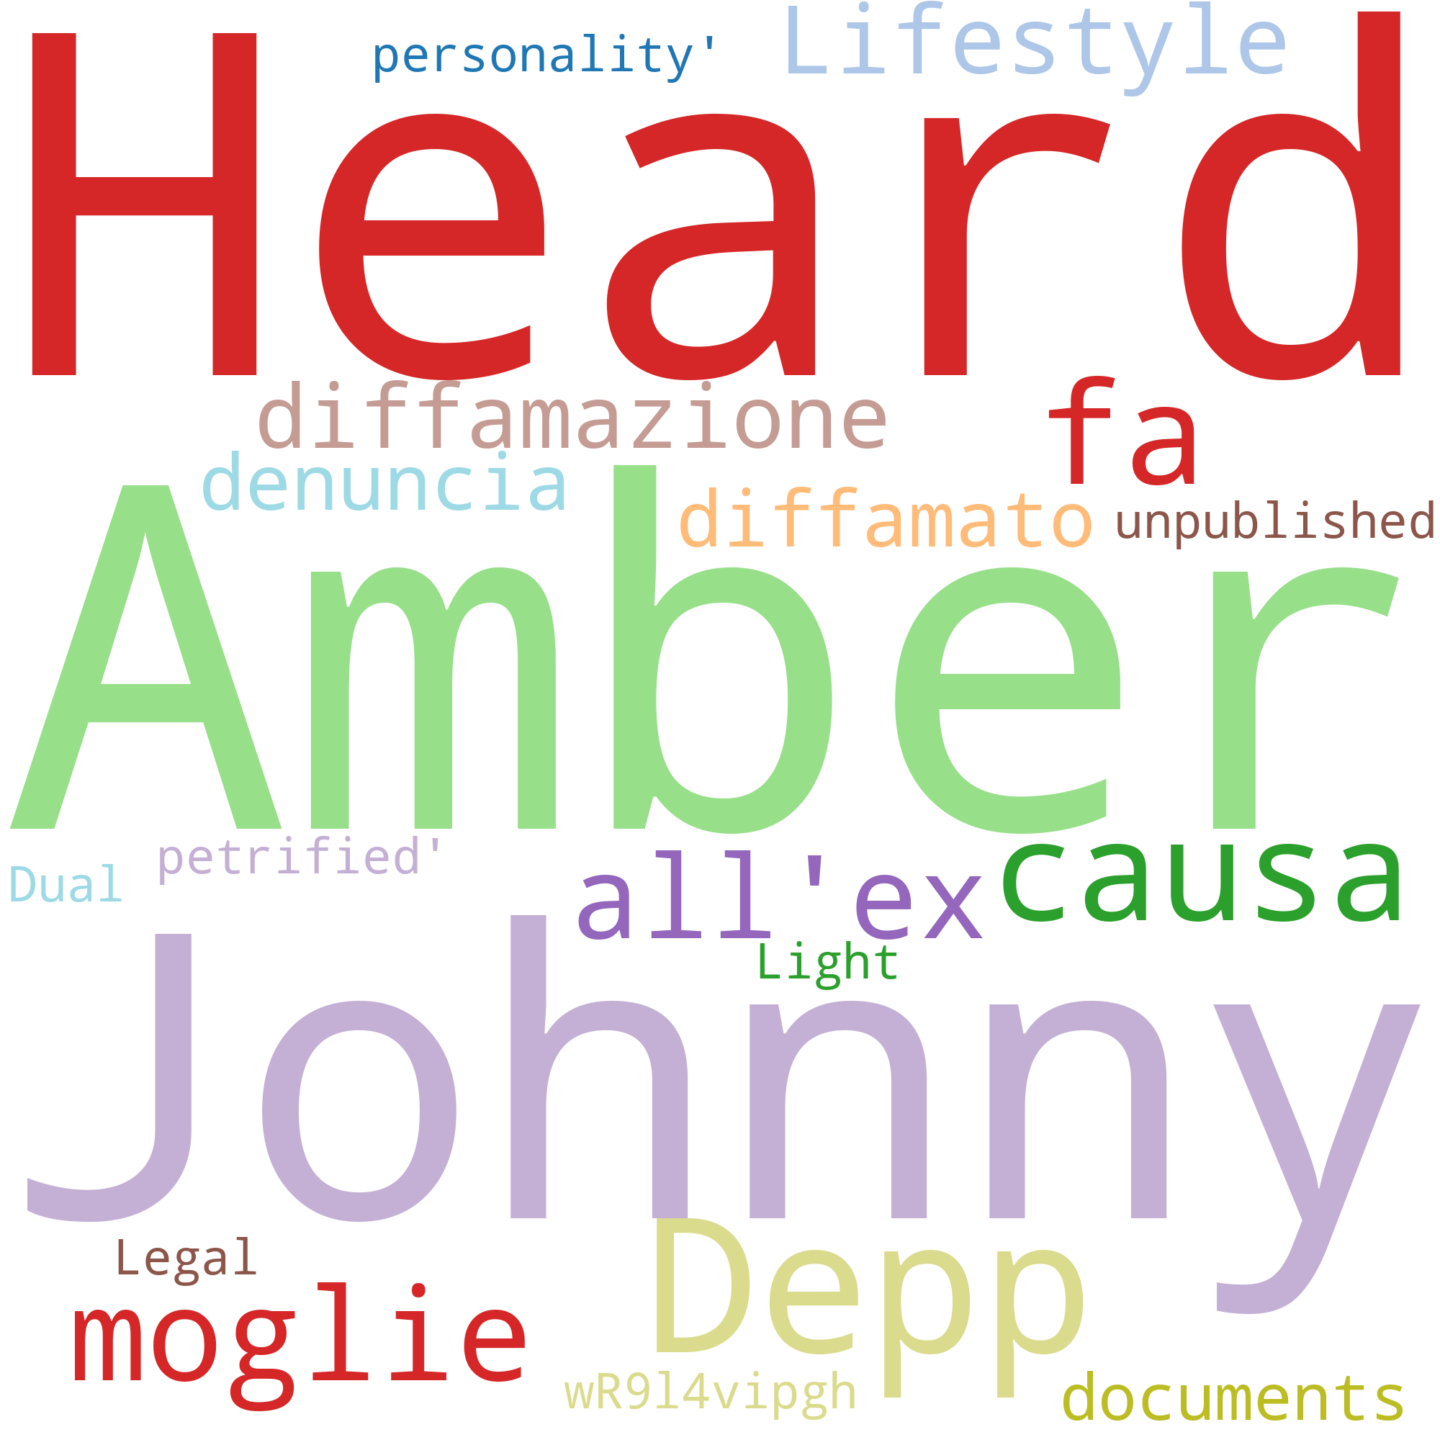 personality' Lifestyle
Heard
diffamazione fa
denuncia
diffamato unpublished
Amber
Dual petrified' all'ex causa
Light
Johnny
Legal
moglie Depp
wR9l4vipgh documents